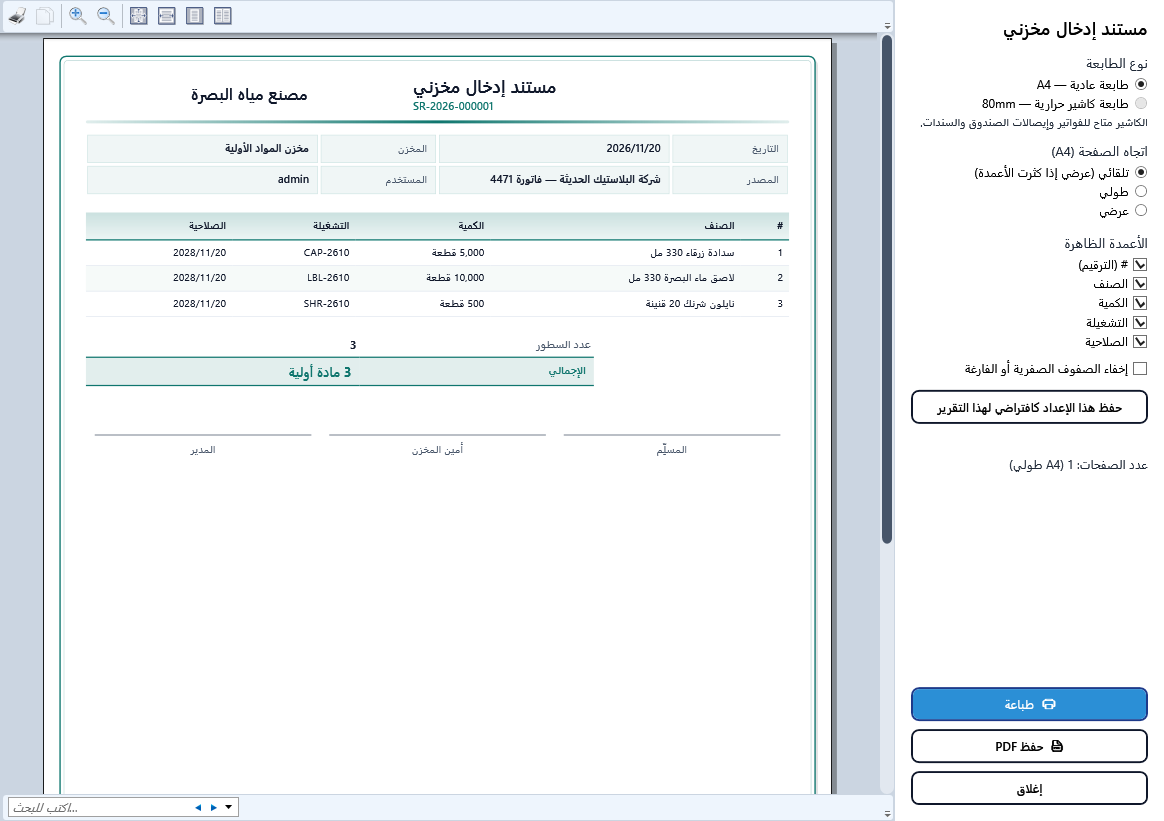 مستند إدخال مخزني
نوع الطابعة
طابعة عادية — A4
طابعة كاشير حرارية — 80mm
الكاشير متاح للفواتير وإيصالات الصندوق والسندات.
اتجاه الصفحة (A4)
تلقائي (عرضي إذا كثرت الأعمدة)
طولي
عرضي
الأعمدة الظاهرة
# (الترقيم)
الصنف
الكمية
التشغيلة
الصلاحية
إخفاء الصفوف الصفرية أو الفارغة
حفظ هذا الإعداد كافتراضي لهذا التقرير
عدد الصفحات: 1 (A4 طولي)
طباعة
حفظ PDF
إغلاق
مستند إدخال مخزني
SR-2026-000001
مصنع مياه البصرة
التاريخ 2026/11/20 المخزن مخزن المواد الأولية
المصدر شركة البلاستيك الحديثة — فاتورة 4471 المستخدم admin
# الصنف الكمية التشغيلة الصلاحية
1 سدادة زرقاء 330 مل 5,000 قطعة CAP-2610 2028/11/20
2 لاصق ماء البصرة 330 مل 10,000 قطعة LBL-2610 2028/11/20
3 نايلون شرنك 20 قنينة 500 قطعة SHR-2610 2028/11/20
عدد السطور 3
الإجمالي 3 مادة أولية
المسلّم أمين المخزن المدير
اكتب للبحث...